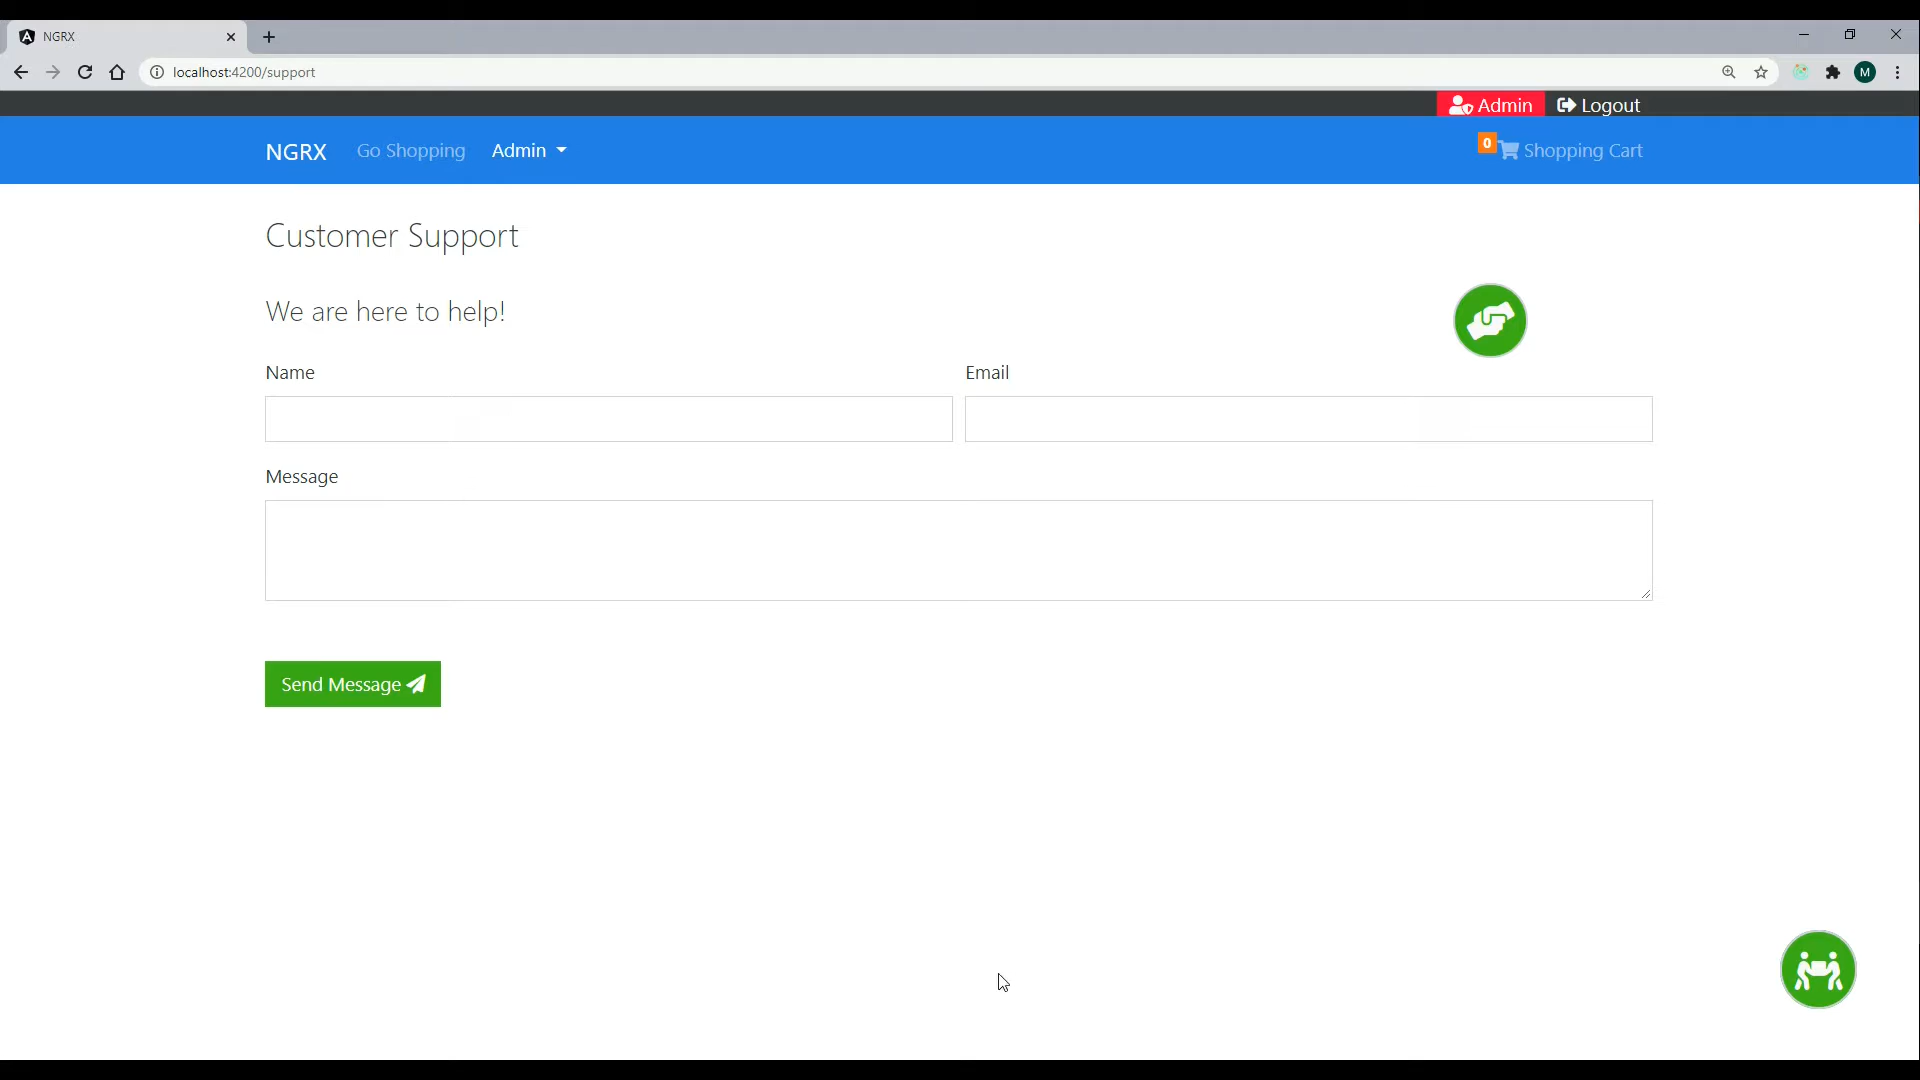 NGRX
localhost:4200/support
M
Admin Logout
NGRX Go Shopping Admin 0 Shopping Cart
Customer Support
We are here to help!
Name Email
Message
Send Message